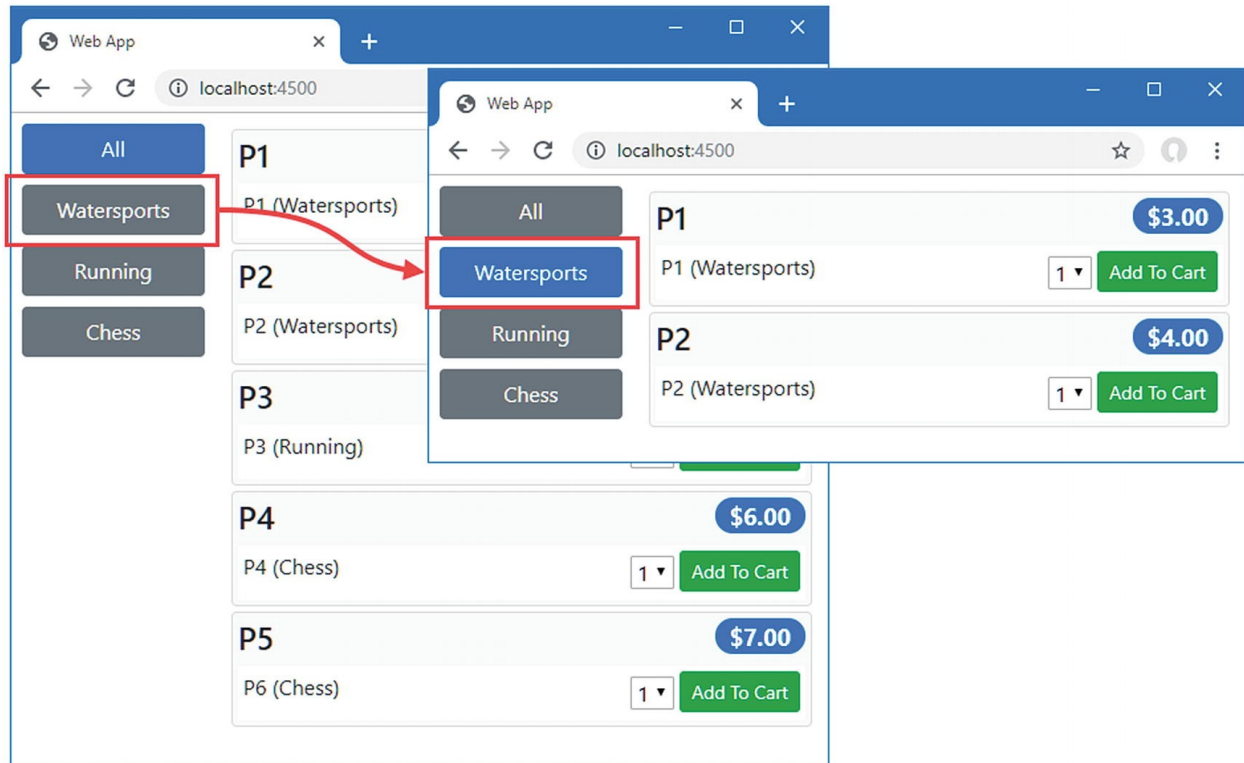 Web App
localhost:4500
All
Watersports
Running
Chess
P1
P1 (Watersports)
P2
P2 (Watersports)
P3
P3 (Running)
P4
$6.00
P4 (Chess)
1
Add To Cart
P5
$7.00
P6 (Chess)
1
Add To Cart
Web App
localhost:4500
All
Watersports
Running
Chess
P1
$3.00
P1 (Watersports)
1
Add To Cart
P2
$4.00
P2 (Watersports)
1
Add To Cart